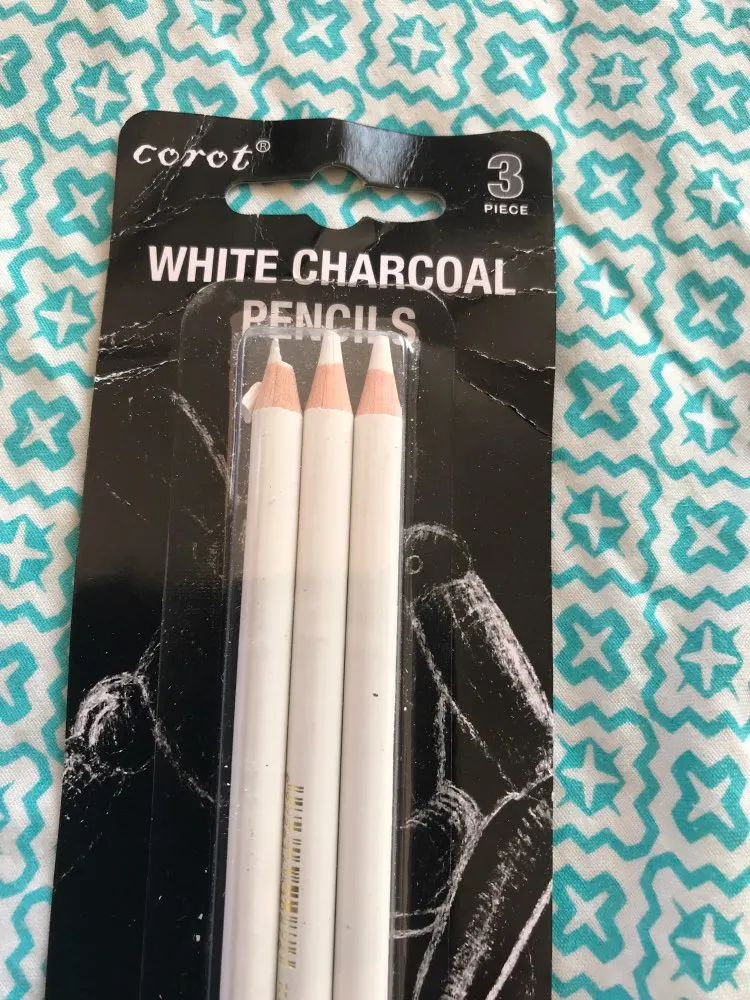 corot®
3
PIECE
WHITE CHARCOAL
PENCILS